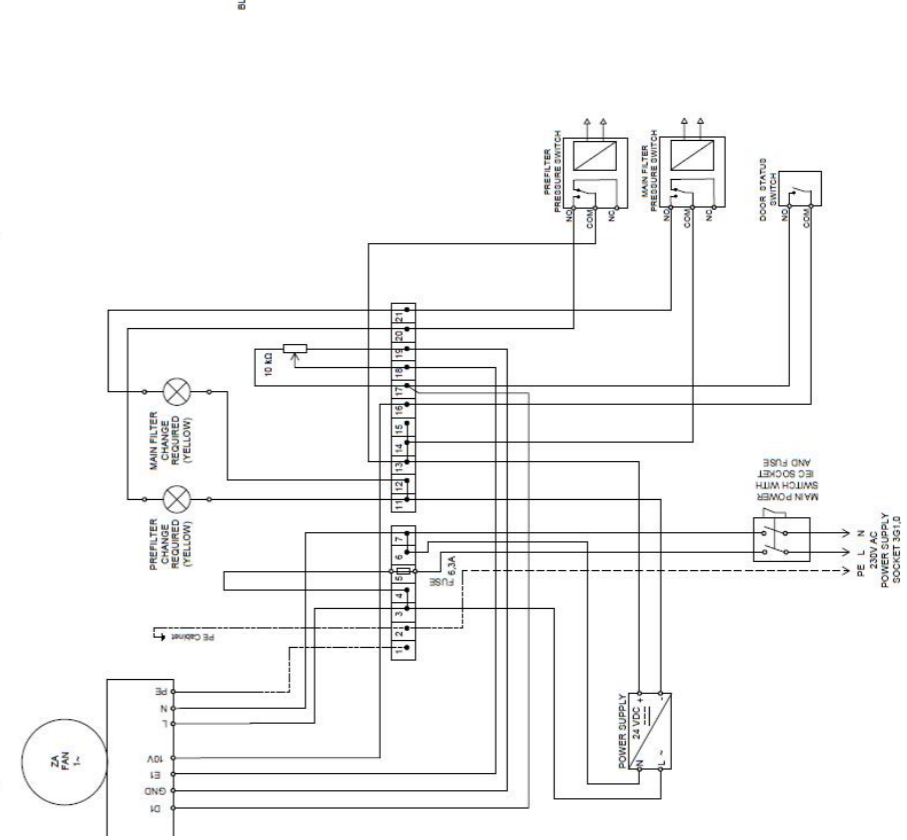 BL
PREFILTER
PRESSURE SWITCH
MAIN FILTER
PRESSURE SWITCH
DOOR STATUS
SWITCH
NO
COM
NC
NO
COM
NC
NO
COM
10 kΩ
21
20
19
18
17
16
15
14
13
12
11
MAIN FILTER
CHANGE
REQUIRED
(YELLOW)
PREFILTER
CHANGE
REQUIRED
(YELLOW)
MAIN POWER
SWITCH WITH
IEC SOCKET
AND FUSE
7
6
5
4
3
2
1
FUSE
6,3A
PE Cabinet
PE L N
230V AC
POWER SUPPLY
SOCKET 3G1,0
POWER SUPPLY
24 VDC
+
-
N
L ~
ZA
FAN
1~
PE
N
L
10V
E1
GND
D1